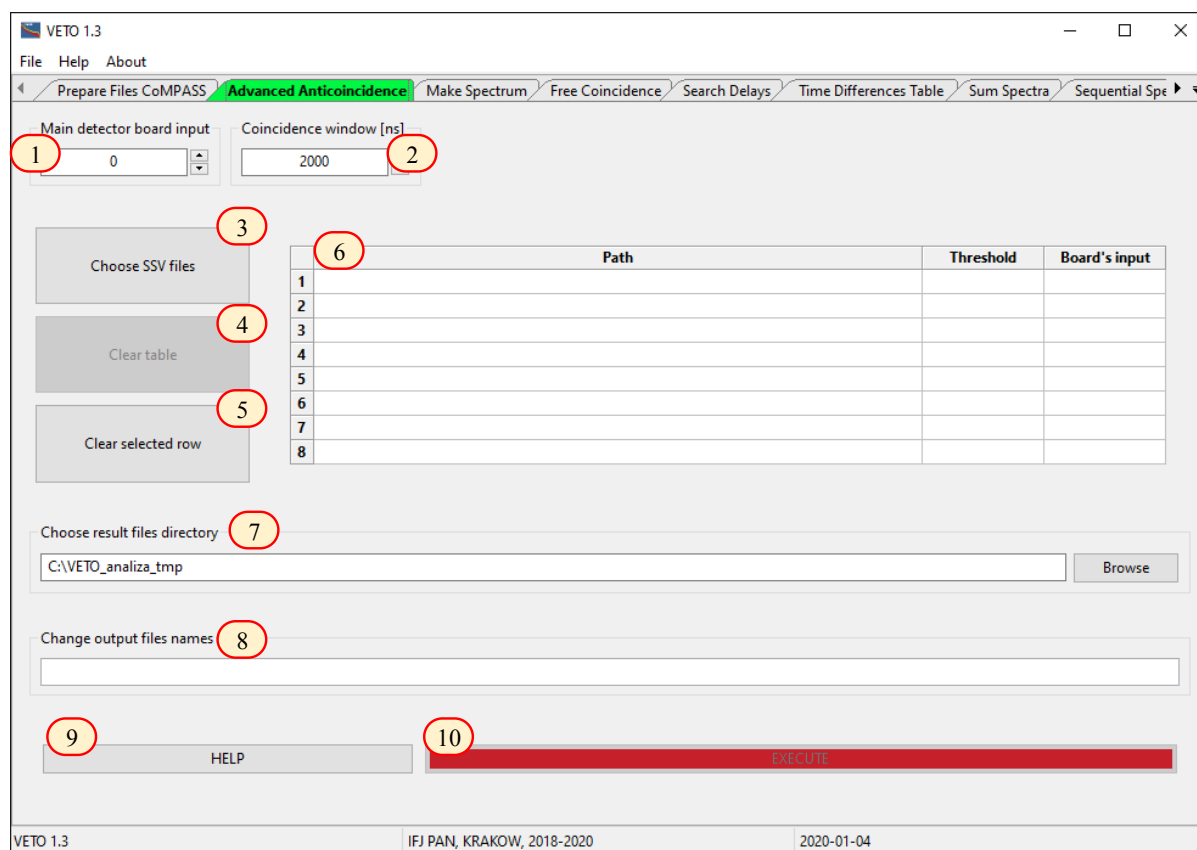 VETO 1.3
File Help About
Prepare Files CoMPASS Advanced Anticoincidence Make Spectrum Free Coincidence Search Delays Time Differences Table Sum Spectra Sequential Spe
Main detector board input Coincidence window [ns]
1 0 2000 2
3
Choose SSV files
6 Path Threshold Board's input
1
2
3
4
5
6
7
8
4
Clear table
5
Clear selected row
Choose result files directory 7
C:\VETO_analiza_tmp Browse
Change output files names 8
9 10
HELP EXECUTE
VETO 1.3 IFJ PAN, KRAKOW, 2018-2020 2020-01-04